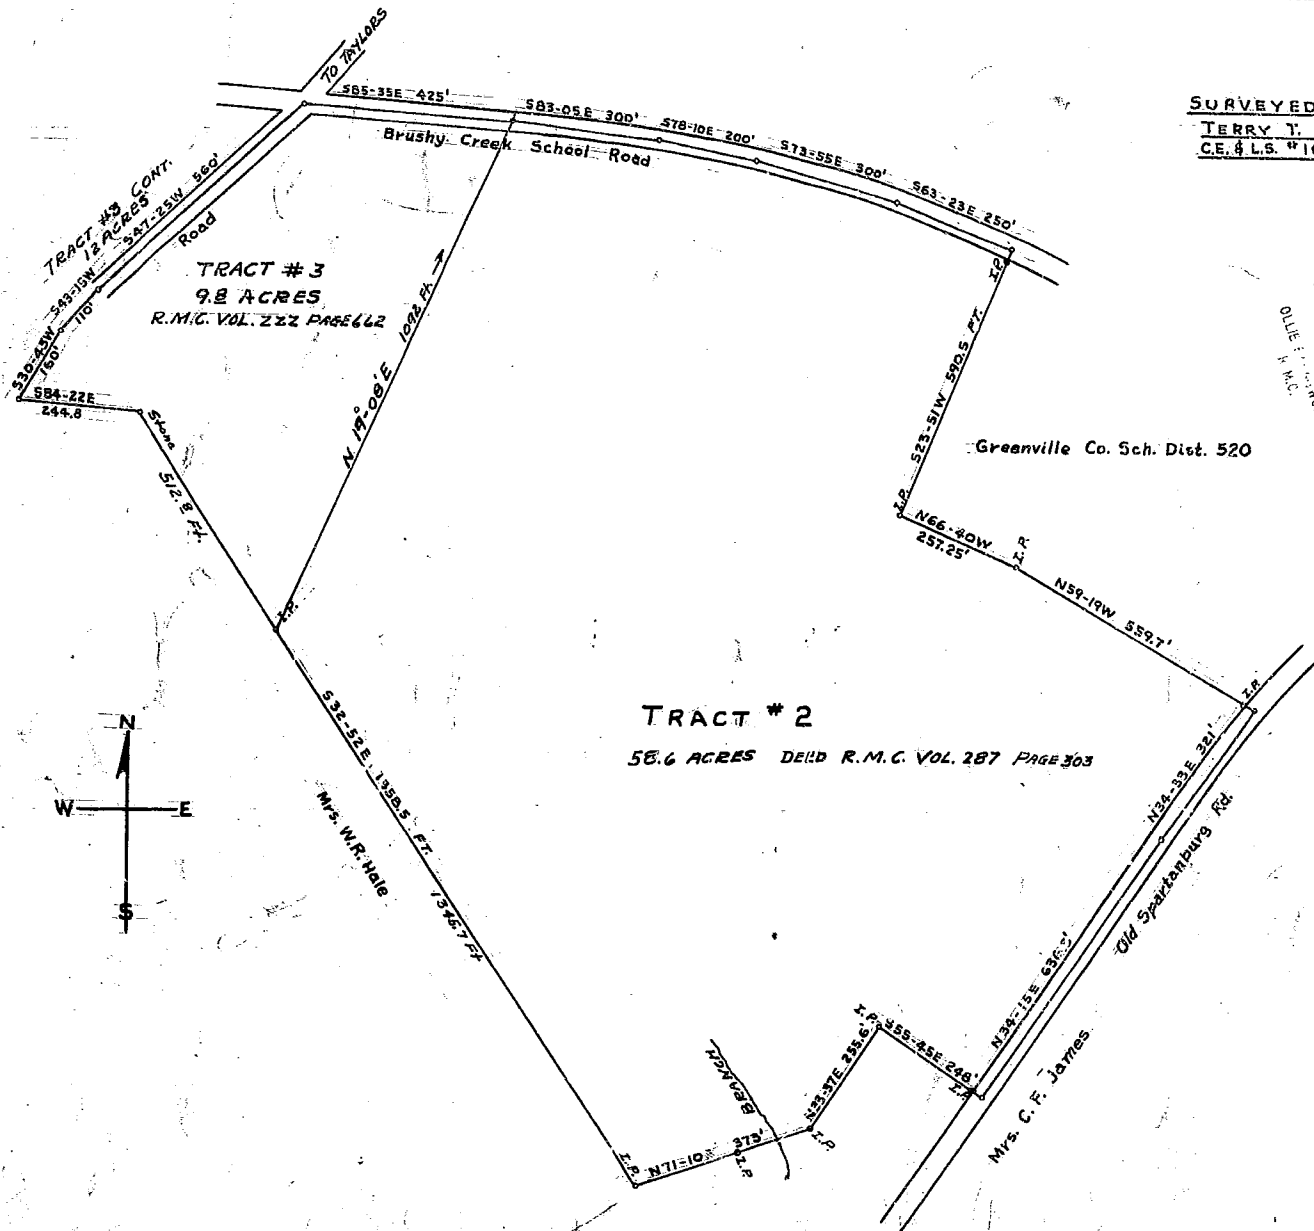 TO TAYLORS
S85-35E 425'
S83-05E 300'
S78-10E 200'
S73-55E 300'
S63-23E 250'
Brushy Creek School Road
SURVEYED
TERRY T.
C.E. & L.S. #
TRACT #3 CONT.
12 ACRES
S47-25W 560'
Road
S43-15W
110'
S30-45W
160'
TRACT #3
9.8 ACRES
R.M.C. VOL. 222 PAGE 662
S84-22E
244.8
Stone
512.8 Ft.
N 19°-08'E 1092 Ft.
I.P.
I.P.
S23-51W 590.5 FT.
OLLIE
R.M.C.
Greenville Co. Sch. Dist. 520
I.P.
N66-40W
257.25'
I.P.
N59-19W 559.7'
I.P.
TRACT #2
58.6 ACRES DEED R.M.C. VOL. 287 PAGE 303
N
W E
S
S32-52E 1358.5 FT.
1346.7 Ft
Mrs. W.R. Hale
N34-33E 321'
Old Spartanburg Rd.
N34-15E
Mrs. C. F. James
I.P.
S55-45E 248'
I.P.
BRANCH
N33-37E 255.6'
I.P.
I.P.
N71-10 373'
I.P.